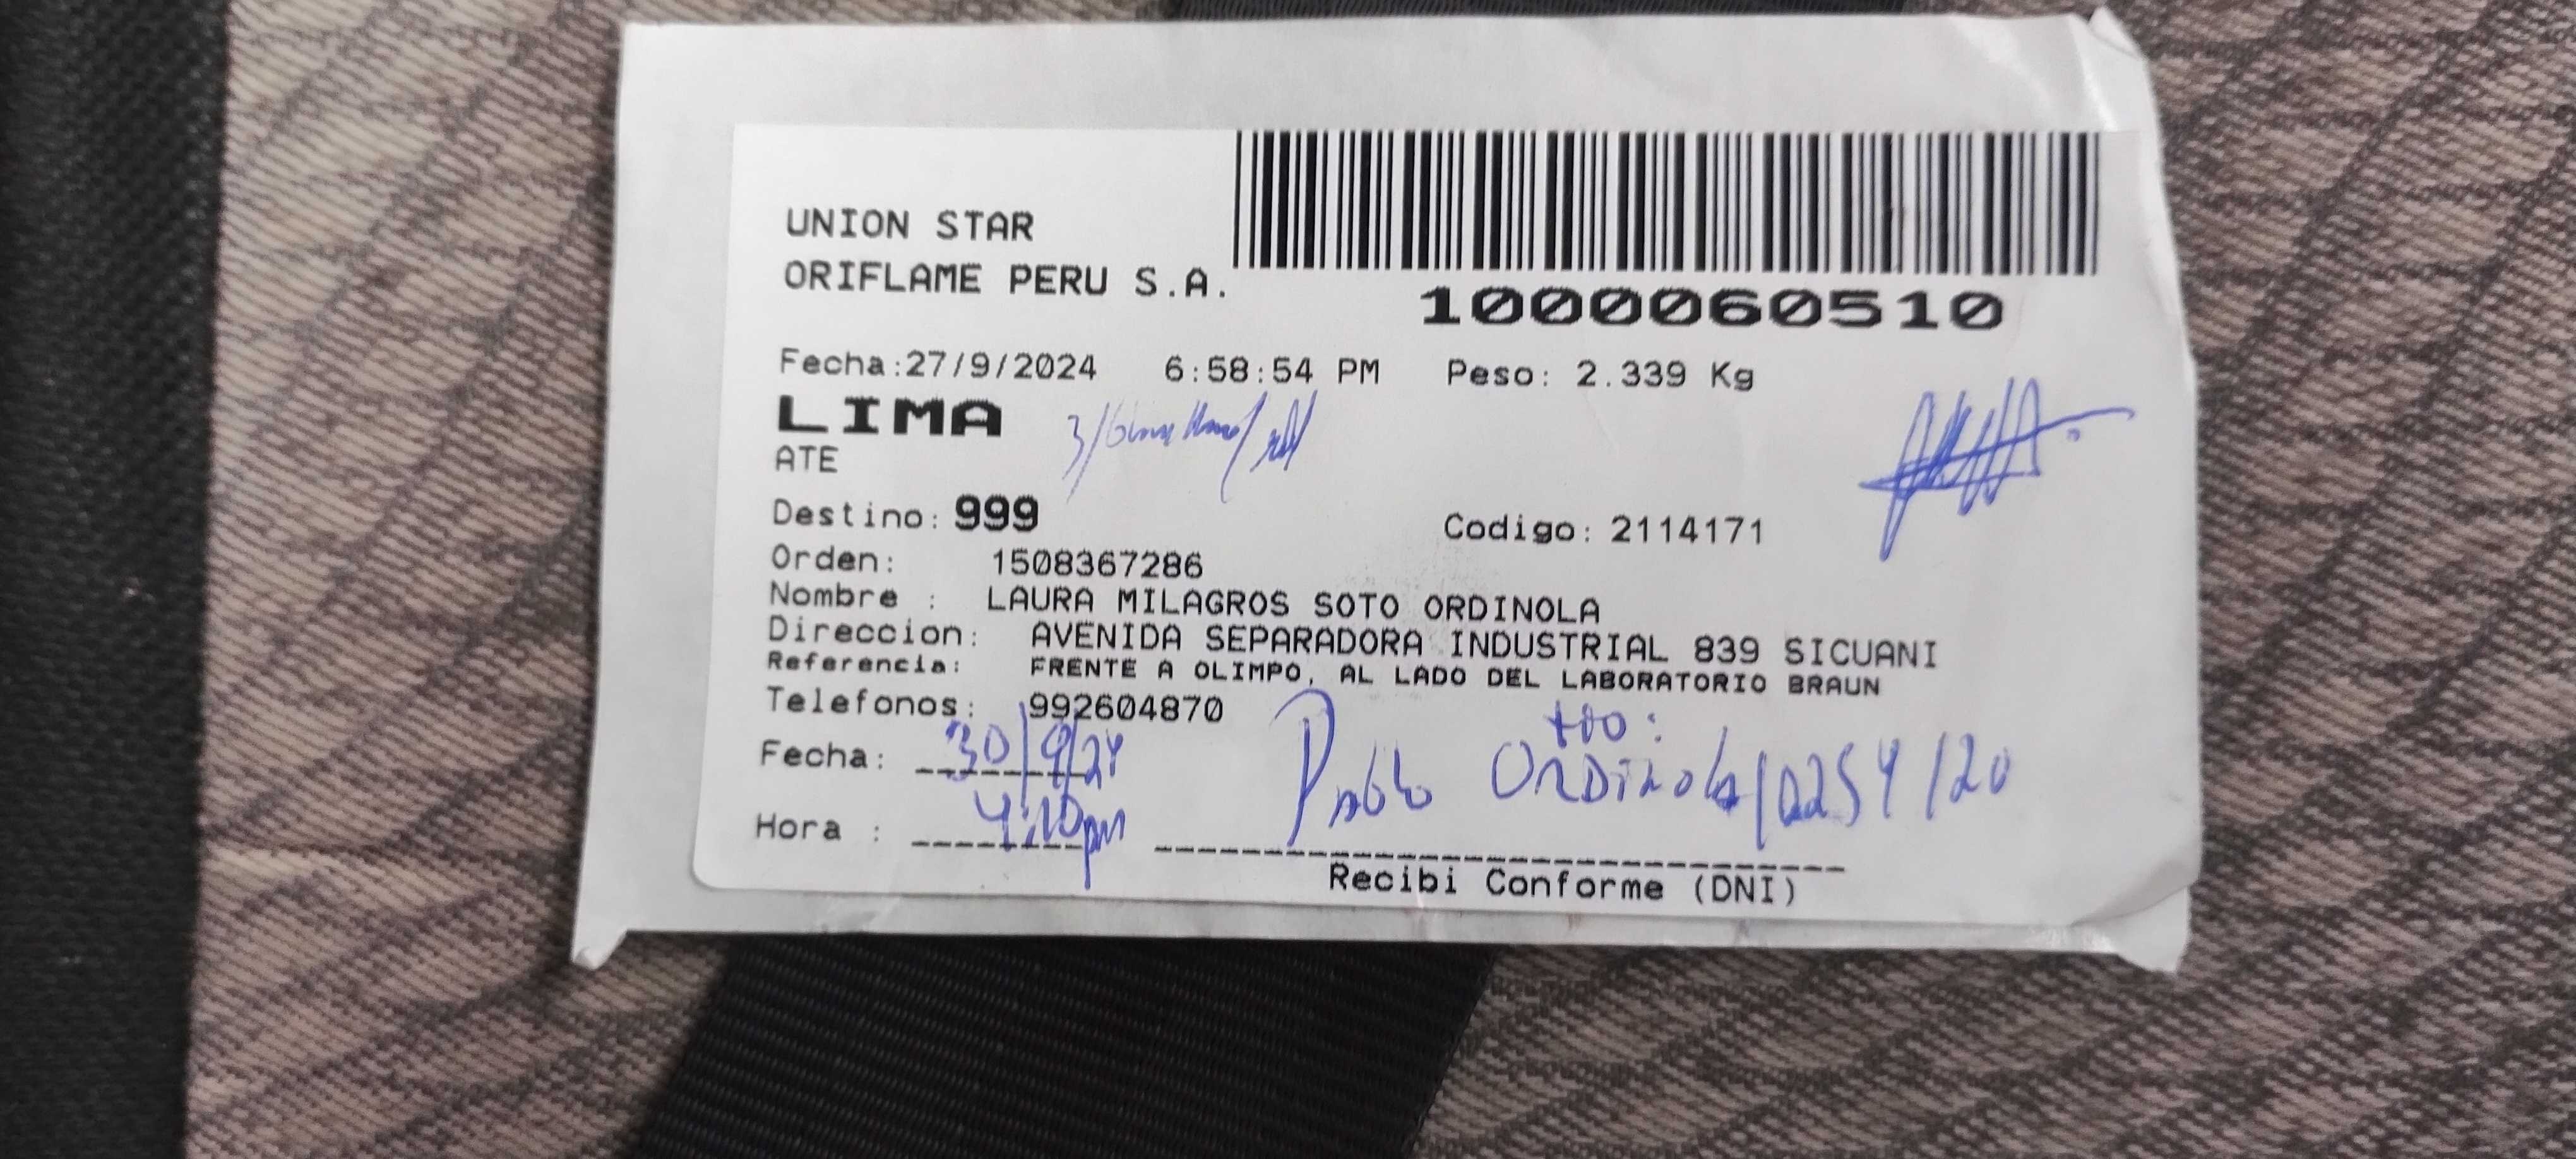 UNION STAR
ORIFLAME PERU S.A.
1000060510
Fecha:27/9/2024 6:58:54 PM Peso: 2.339 Kg
LIMA
ATE
Destino: 999 Codigo: 2114171
Orden: 1508367286
Nombre : LAURA MILAGROS SOTO ORDINOLA
Direccion: AVENIDA SEPARADORA INDUSTRIAL 839 SICUANI
Referencia: FRENTE A OLIMPO, AL LADO DEL LABORATORIO BRAUN
Telefonos: 992604870
Fecha: 30/9/24
Pablo Ordinola
Hora : 4:10pm
Recibi Conforme (DNI)